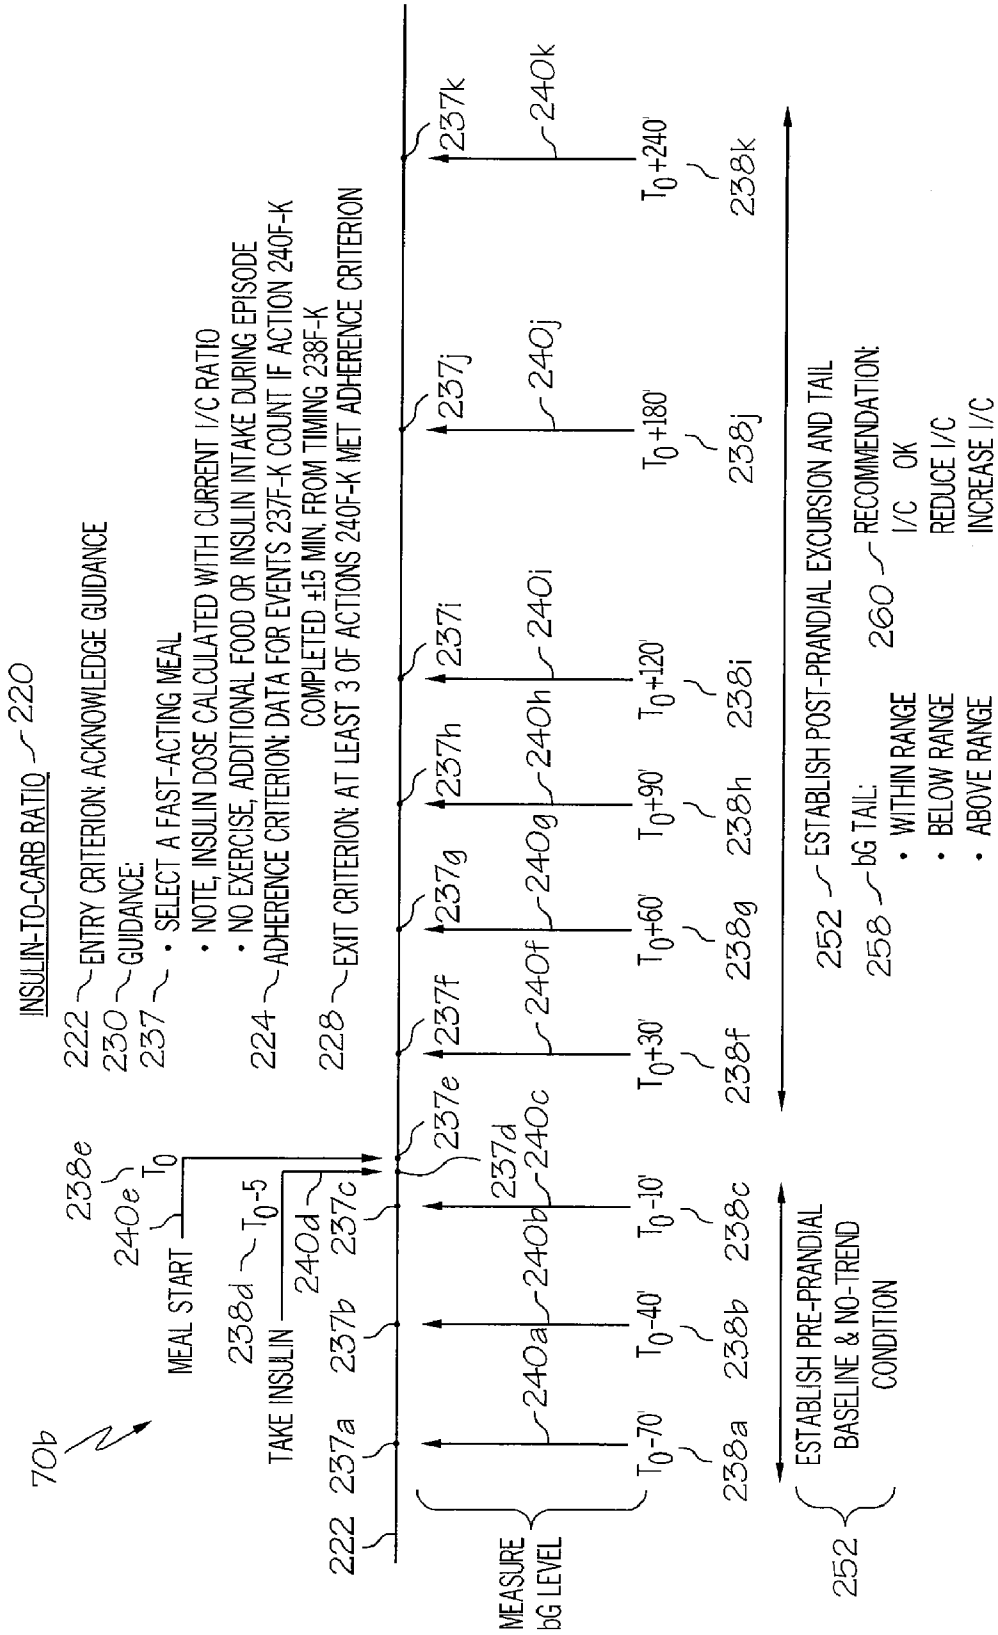 INSULIN-TO-CARB RATIO 220
222 ENTRY CRITERION: ACKNOWLEDGE GUIDANCE
230 GUIDANCE:
237 • SELECT A FAST-ACTING MEAL
• NOTE, INSULIN DOSE CALCULATED WITH CURRENT I/C RATIO
• NO EXERCISE, ADDITIONAL FOOD OR INSULIN INTAKE DURING EPISODE
224 ADHERENCE CRITERION: DATA FOR EVENTS 237F-K COUNT IF ACTION 240F-K
COMPLETED ±15 MIN. FROM TIMING 238F-K
228 EXIT CRITERION: AT LEAST 3 OF ACTIONS 240F-K MET ADHERENCE CRITERION
70b
238e
240e T0
MEAL START
238d T0-5
TAKE INSULIN 240d
222 237a 237b 237c 237d 237e 237f 237g 237h 237i 237j 237k
MEASURE
bG LEVEL
240a 240b 240c 240f 240g 240h 240i 240j 240k
T0-70' T0-40' T0-10' T0+30' T0+60' T0+90' T0+120' T0+180' T0+240'
238a 238b 238c 238f 238g 238h 238i 238j 238k
252
ESTABLISH PRE-PRANDIAL
BASELINE & NO-TREND
CONDITION
252 ESTABLISH POST-PRANDIAL EXCURSION AND TAIL
258 bG TAIL:
• WITHIN RANGE
• BELOW RANGE
• ABOVE RANGE
260 RECOMMENDATION:
I/C OK
REDUCE I/C
INCREASE I/C